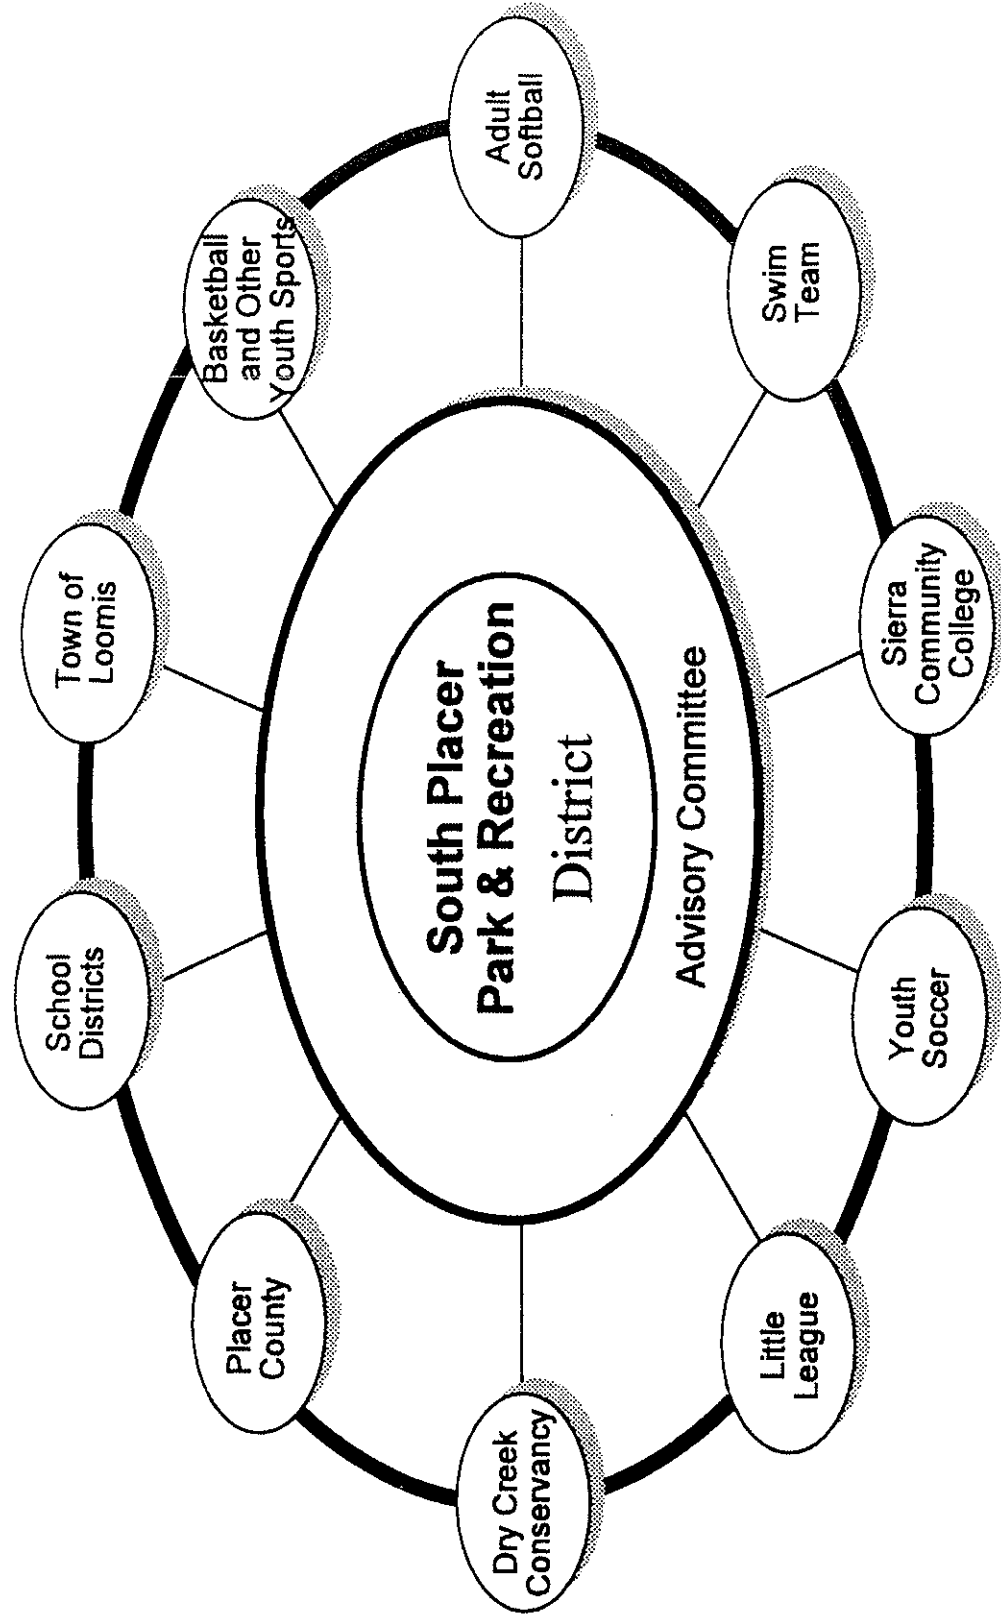 School
Districts
Town of
Loomis
Placer
County
Basketball
and Other
Youth Sports
Dry Creek
Conservancy
South Placer
Park & Recreation
District
Advisory Committee
Adult
Softball
Little
League
Swim
Team
Youth
Soccer
Sierra
Community
College